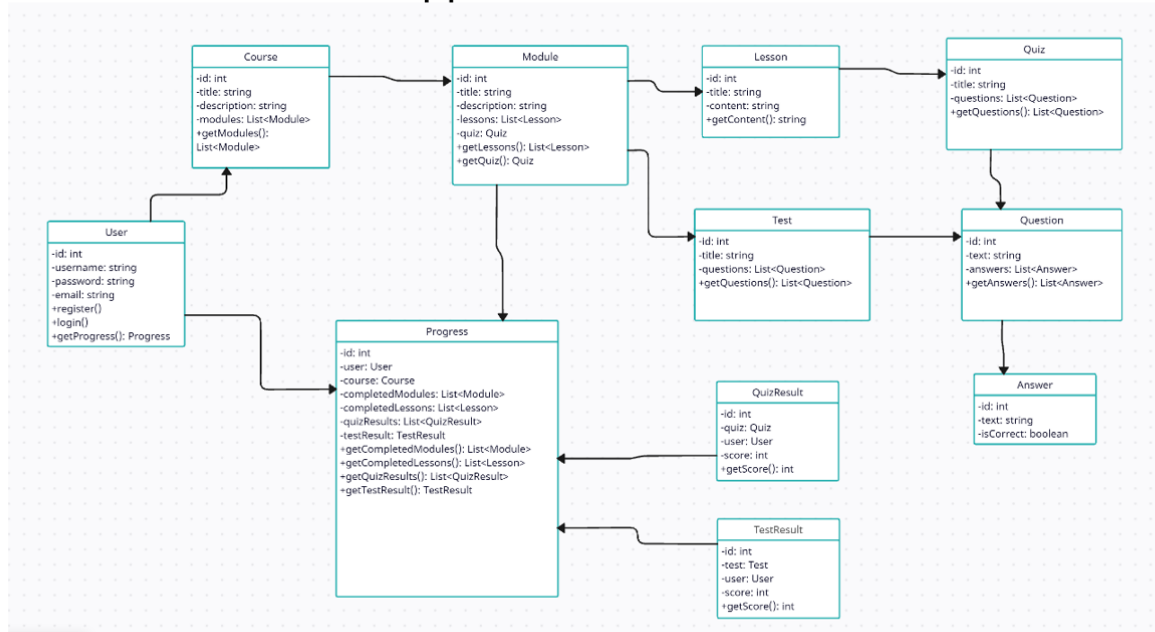 Course
-id: int
-title: string
-description: string
-modules: List<Module>
+getModules():
List<Module>
Module
-id: int
-title: string
-description: string
-lessons: List<Lesson>
-quiz: Quiz
+getLessons(): List<Lesson>
+getQuiz(): Quiz
Lesson
-id: int
-title: string
-content: string
+getContent(): string
Quiz
-id: int
-title: string
-questions: List<Question>
+getQuestions(): List<Question>
User
-id: int
-username: string
-password: string
-email: string
+register()
+login()
+getProgress(): Progress
Test
-id: int
-title: string
-questions: List<Question>
+getQuestions(): List<Question>
Question
-id: int
-text: string
-answers: List<Answer>
+getAnswers(): List<Answer>
Progress
-id: int
-user: User
-course: Course
-completedModules: List<Module>
-completedLessons: List<Lesson>
-quizResults: List<QuizResult>
-testResult: TestResult
+getCompletedModules(): List<Module>
+getCompletedLessons(): List<Lesson>
+getQuizResults(): List<QuizResult>
+getTestResult(): TestResult
QuizResult
-id: int
-quiz: Quiz
-user: User
-score: int
+getScore(): int
Answer
-id: int
-text: string
-isCorrect: boolean
TestResult
-id: int
-test: Test
-user: User
-score: int
+getScore(): int